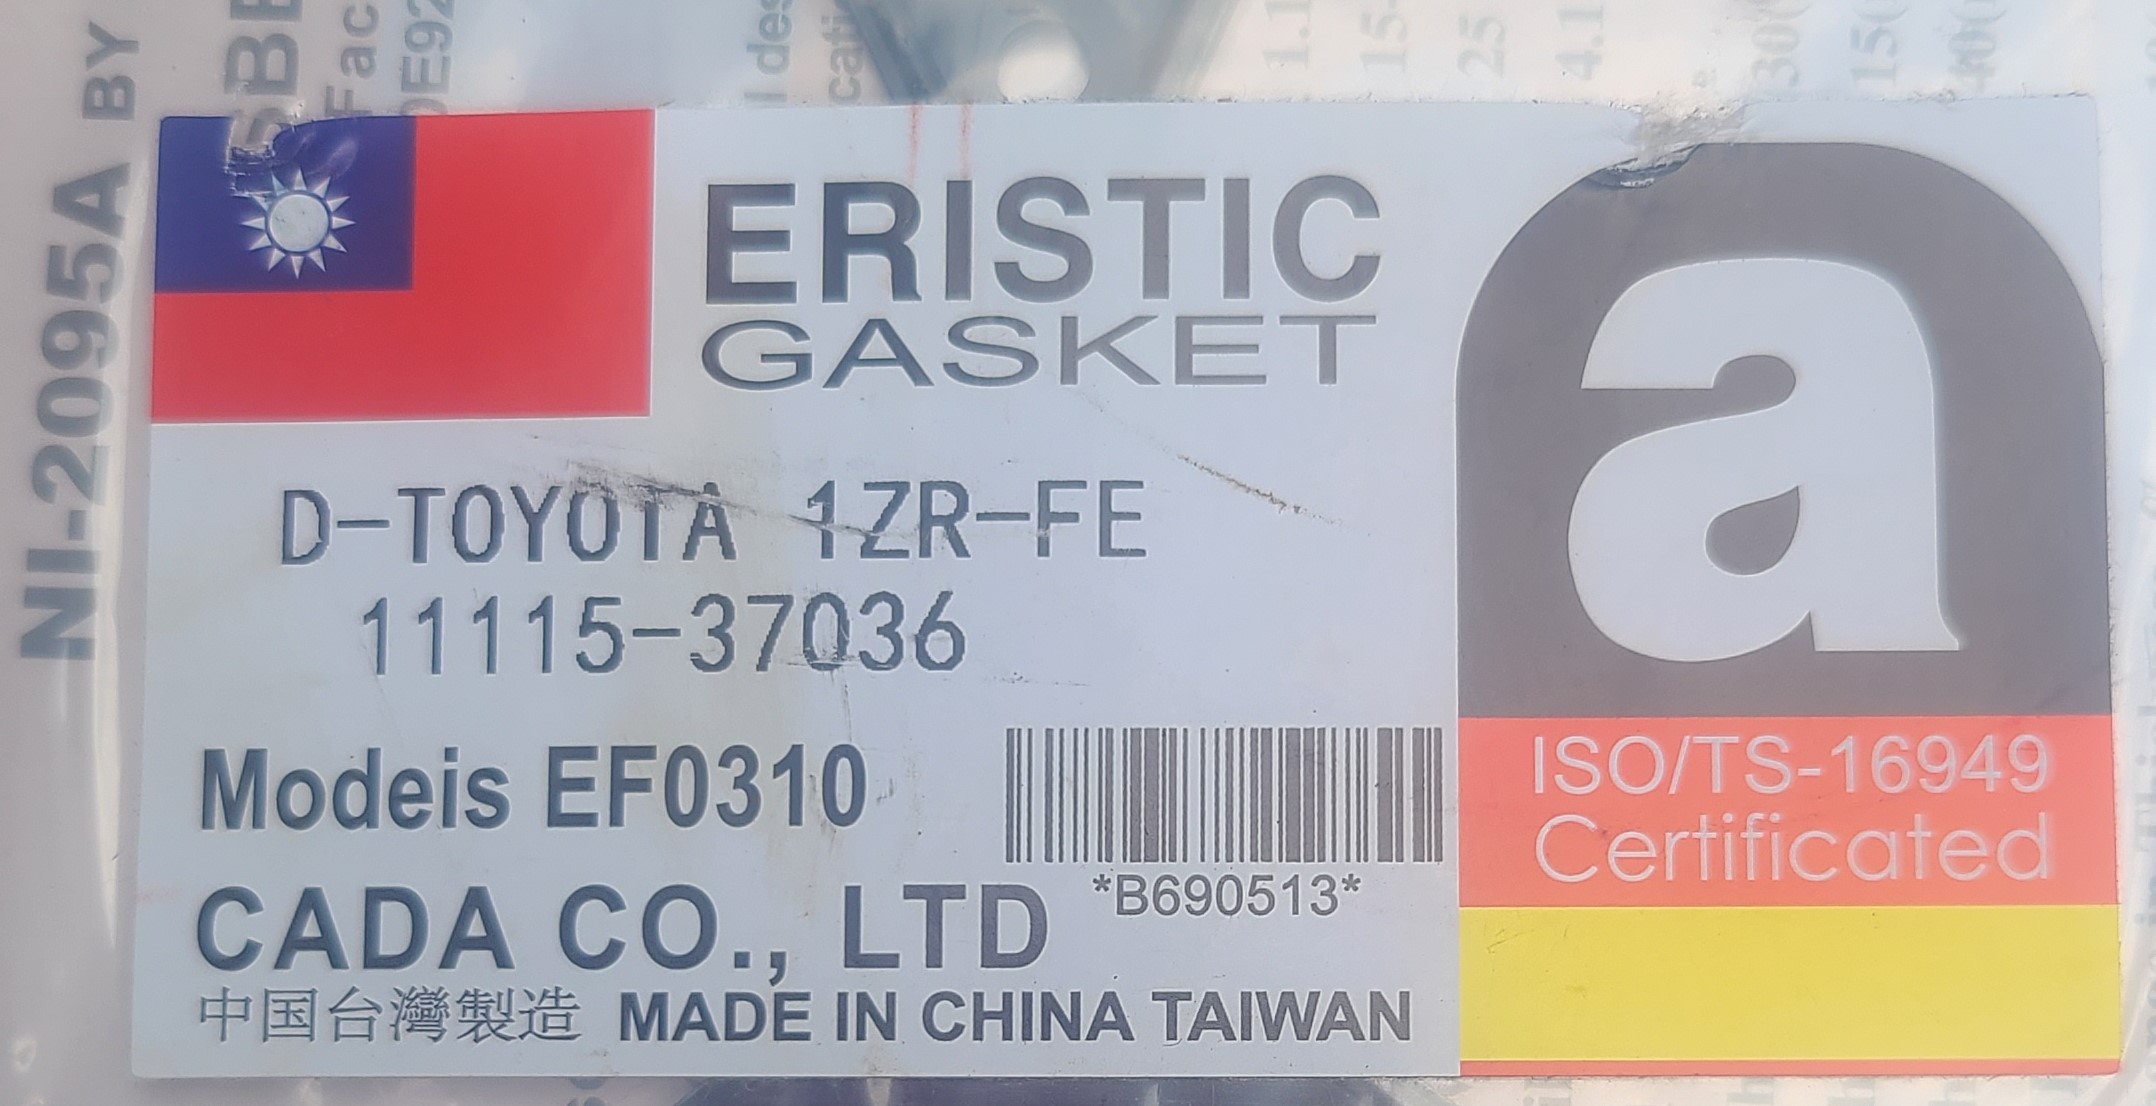 NI-2095A BY
ERISTIC
GASKET
D-TOYOTA 1ZR-FE
11115-37036
Modeis EF0310
*B690513*
CADA CO., LTD
中国台灣製造 MADE IN CHINA TAIWAN
a
ISO/TS-16949
Certificated